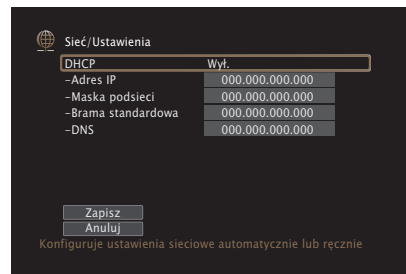 Sieć/Ustawienia
DHCP Wył.
-Adres IP 000.000.000.000
-Maska podsieci 000.000.000.000
-Brama standardowa 000.000.000.000
-DNS 000.000.000.000
Zapisz
Anuluj
Konfiguruje ustawienia sieciowe automatycznie lub ręcznie